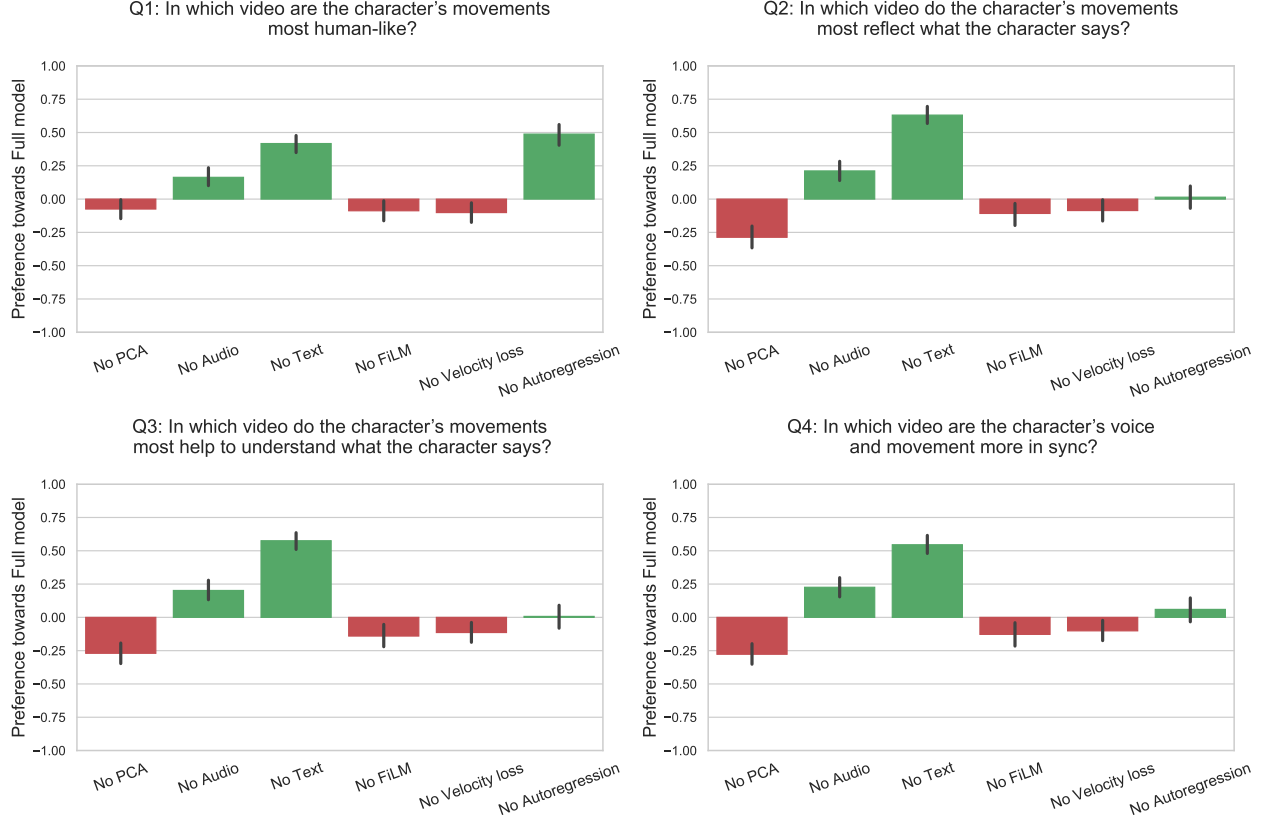 Q1: In which video are the character's movements
most human-like?
Preference towards Full model
1.00
0.75
0.50
0.25
0.00
−0.25
−0.50
−0.75
−1.00
No PCA
No Audio
No Text
No FiLM
No Velocity loss
No Autoregression
Q2: In which video do the character's movements
most reflect what the character says?
Preference towards Full model
1.00
0.75
0.50
0.25
0.00
−0.25
−0.50
−0.75
−1.00
No PCA
No Audio
No Text
No FiLM
No Velocity loss
No Autoregression
Q3: In which video do the character's movements
most help to understand what the character says?
Preference towards Full model
1.00
0.75
0.50
0.25
0.00
−0.25
−0.50
−0.75
−1.00
No PCA
No Audio
No Text
No FiLM
No Velocity loss
No Autoregression
Q4: In which video are the character's voice
and movement more in sync?
Preference towards Full model
1.00
0.75
0.50
0.25
0.00
−0.25
−0.50
−0.75
−1.00
No PCA
No Audio
No Text
No FiLM
No Velocity loss
No Autoregression